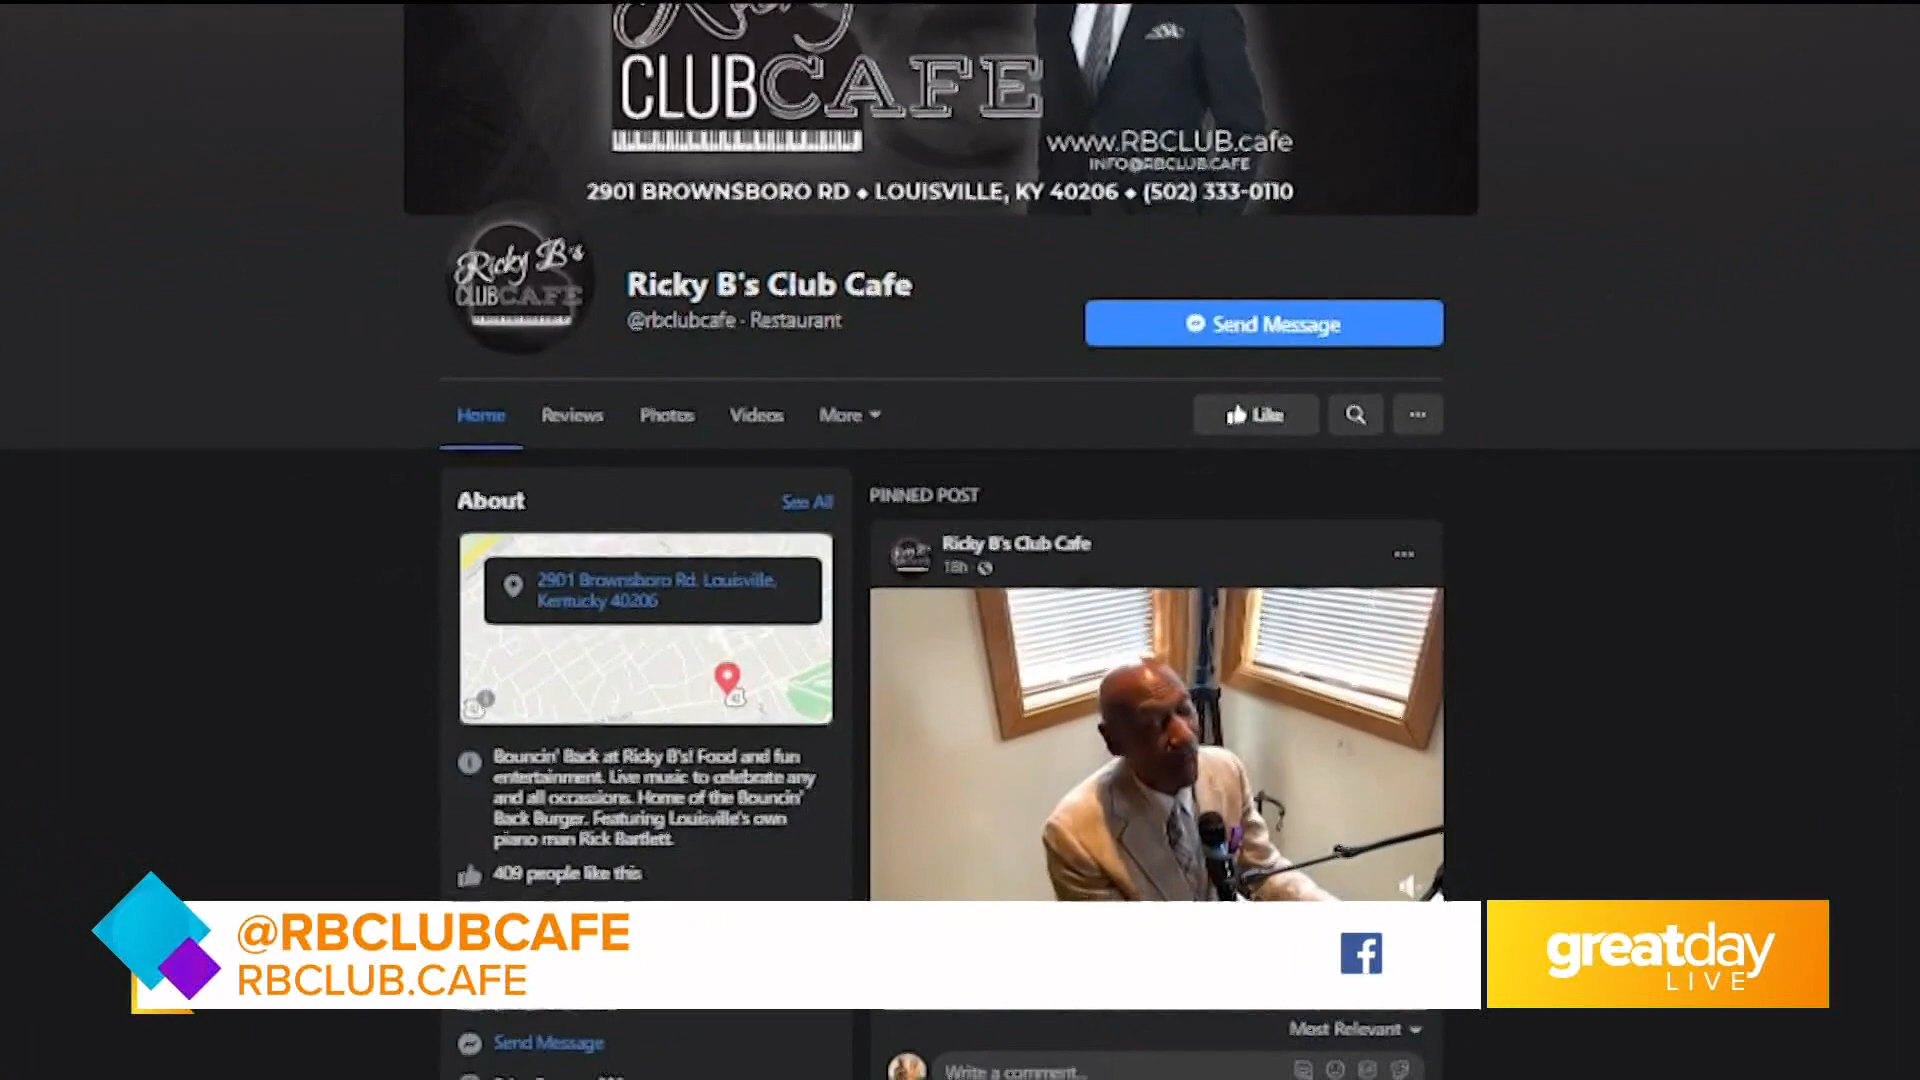 Ricky
CLUBCAFE
www.RBCLUB.cafe
INFO@RBCLUB.CAFE
2901 BROWNSBORO RD • LOUISVILLE, KY 40206 • (502) 333-0110
Ricky B's
CLUBCAFE
Ricky B's Club Cafe
@rbclubcafe · Restaurant
Send Message
Home Reviews Photos Videos More
Like
About
See All
2901 Brownsboro Rd. Louisville,
Kentucky 40206
42
Bouncin' Back at Ricky B's! Food and fun
entertainment. Live music to celebrate any
and all occassions. Home of the Bouncin'
Back Burger. Featuring Louisville's own
piano man Rick Bartlett.
409 people like this
Send Message
PINNED POST
Ricky B's Club Cafe
18h
Most Relevant
Write a comment...
@RBCLUBCAFE
RBCLUB.CAFE
greatday
LIVE